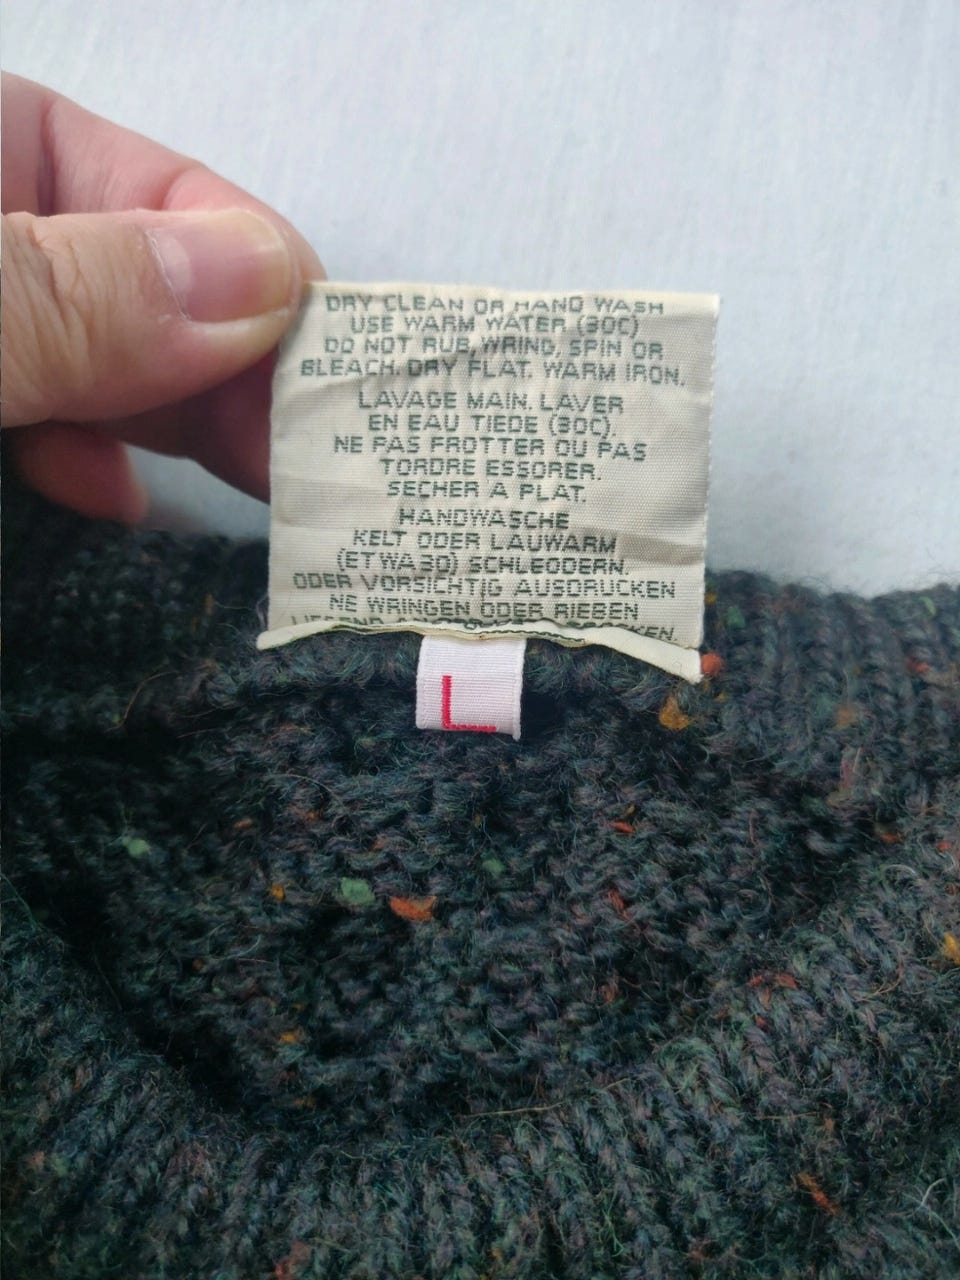 DRY CLEAN OR HAND WASH
USE WARM WATER (30C)
DO NOT RUB, WRIND, SPIN OR
BLEACH. DRY FLAT. WARM IRON.
LAVAGE MAIN. LAVER
EN EAU TIEDE (30C).
NE PAS FROTTER OU PAS
TORDRE ESSORER.
SECHER A PLAT.
HANDWASCHE
KELT ODER LAUWARM
(ETWA30) SCHLEODERN.
ODER VORSICHTIG AUSDRUCKEN
NE WRINGEN ODER RIEBEN
L